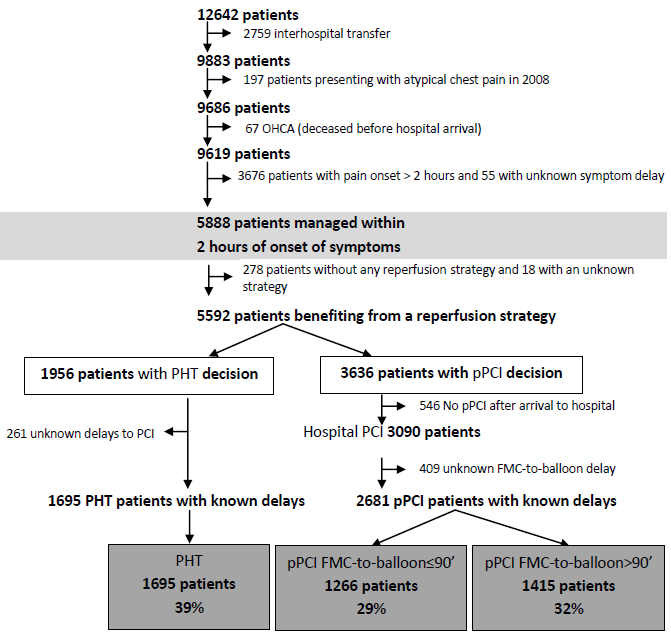 12642 patients
2759 interhospital transfer
9883 patients
197 patients presenting with atypical chest pain in 2008
9686 patients
67 OHCA (deceased before hospital arrival)
9619 patients
3676 patients with pain onset > 2 hours and 55 with unknown symptom delay
5888 patients managed within
2 hours of onset of symptoms
278 patients without any reperfusion strategy and 18 with an unknown
strategy
5592 patients benefiting from a reperfusion strategy
1956 patients with PHT decision
3636 patients with pPCI decision
546 No pPCI after arrival to hospital
261 unknown delays to PCI
Hospital PCI 3090 patients
409 unknown FMC-to-balloon delay
1695 PHT patients with known delays
2681 pPCI patients with known delays
PHT
1695 patients
39%
pPCI FMC-to-balloon≤90’
1266 patients
29%
pPCI FMC-to-balloon>90’
1415 patients
32%